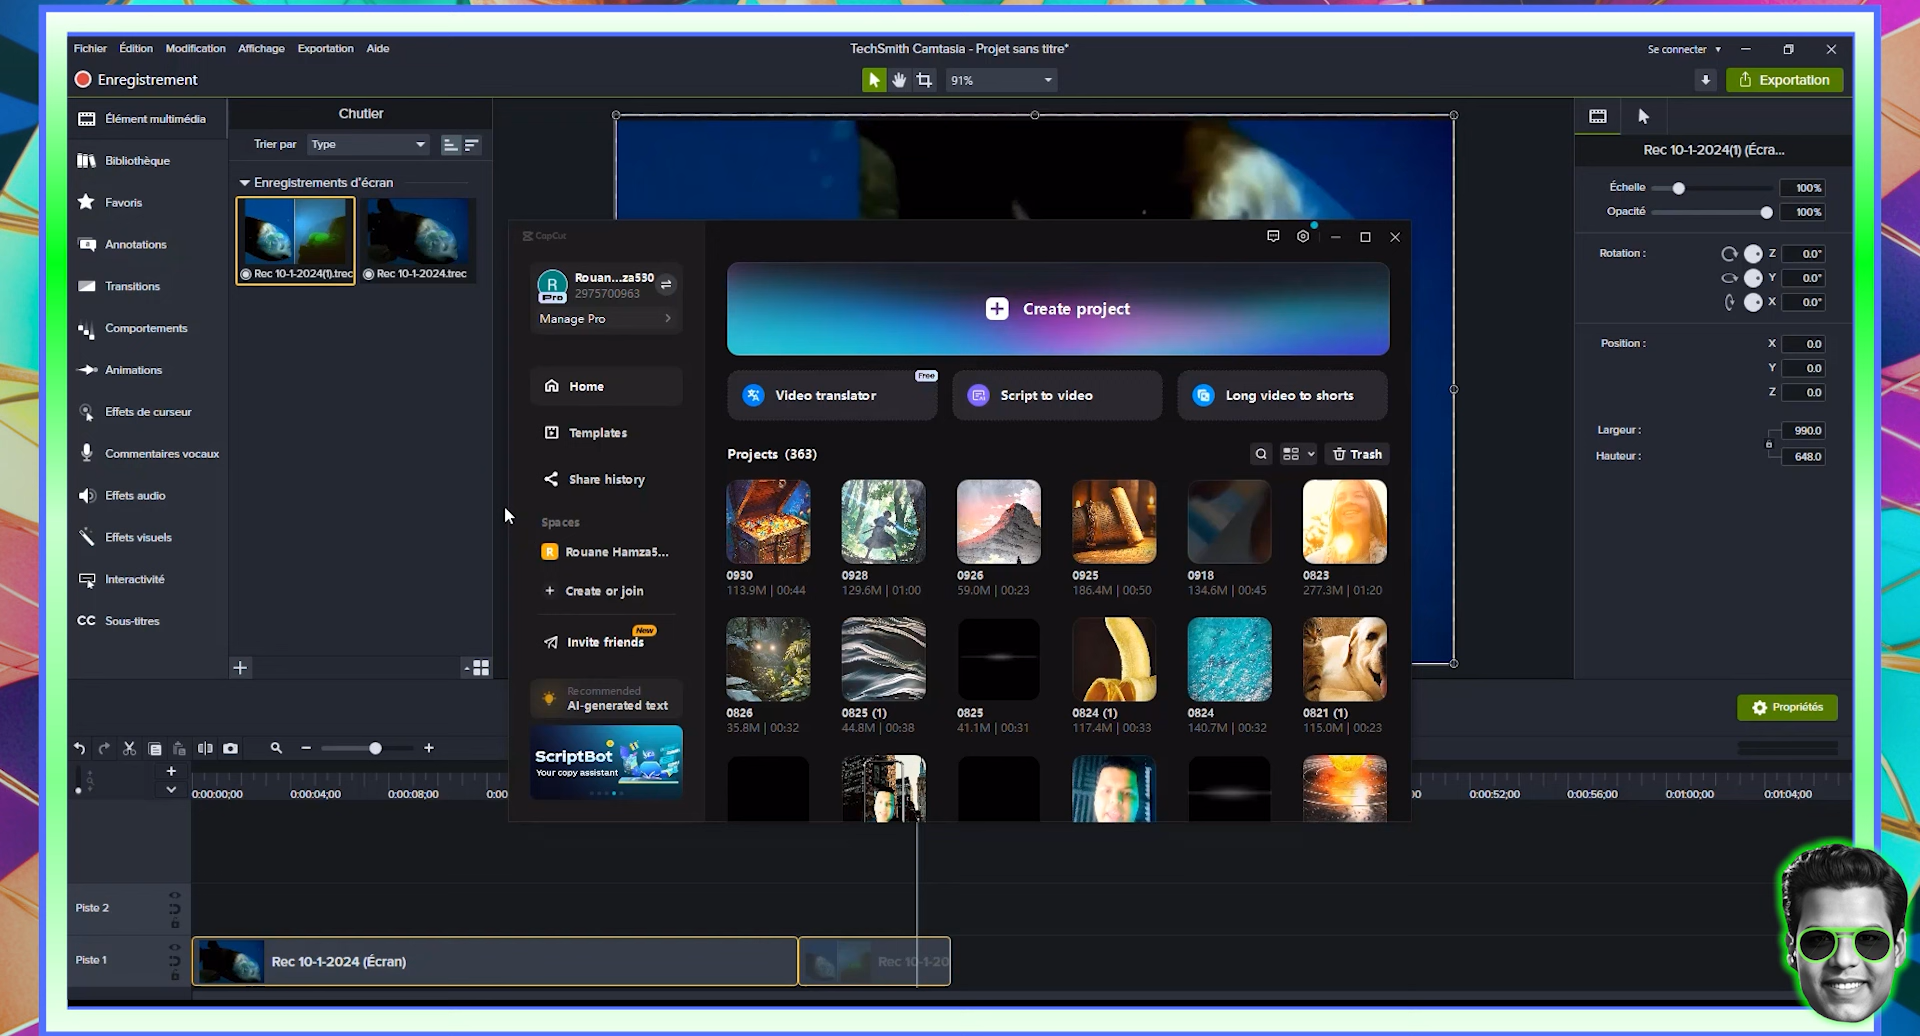 Fichier Édition Modification Affichage Exportation Aide
TechSmith Camtasia - Projet sans titre*
Se connecter
Enregistrement
91%
Exportation
Élément multimédia
Bibliothèque
Favoris
Annotations
Transitions
Comportements
Animations
Effets de curseur
Commentaires vocaux
Effets audio
Effets visuels
Interactivité
CC Sous-titres
Chutier
Trier par Type
Enregistrements d'écran
Rec 10-1-2024(1).trec
Rec 10-1-2024.trec
CapCut
R
Pro
Rouan...za530
2975700963
Manage Pro
Home
Templates
Share history
Spaces
R Rouane Hamza5...
Create or join
New
Invite friends
Recommended
AI-generated text
ScriptBot
Your copy assistant
Create project
Free
Video translator
Script to video
Long video to shorts
Projects (363)
Trash
0930
113.9M | 00:44
0928
129.6M | 01:00
0926
59.0M | 00:23
0925
186.4M | 00:50
0918
134.6M | 00:45
0823
277.3M | 01:20
0826
35.8M | 00:32
0825 (1)
44.8M | 00:38
0825
41.1M | 00:31
0824 (1)
117.4M | 00:33
0824
140.7M | 00:32
0821 (1)
115.0M | 00:23
Rec 10-1-2024(1) (Écra...
Échelle 100%
Opacité 100%
Rotation : Z 0.0°
Y 0.0°
X 0.0°
Position : X 0.0
Y 0.0
Z 0.0
Largeur : 990.0
Hauteur : 648.0
Propriétés
0:00:00;00 0:00:04;00 0:00:08;00 0:00 00 0:00:52;00 0:00:56;00 0:01:00;00 0:01:04;00
Piste 2
Piste 1
Rec 10-1-2024 (Écran)
Rec 10-1-20